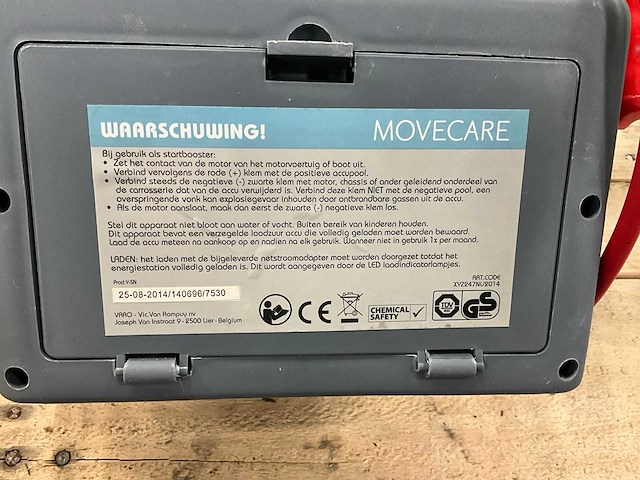 WAARSCHUWING! MOVECARE
Bij gebruik als startbooster:
• Zet het contact van de motor van het motorvoertuig of boot uit.
• Verbind vervolgens de rode (+) klem met de positieve accupool.
• Verbind steeds de negatieve (-) zwarte klem met motor, chassis of ander geleidend onderdeel van
de carrosserie dat van de accu verwijderd is. Verbind deze klem NIET met de negatieve pool, een
overspringende vonk kan explosiegevaar inhouden door ontbrandbare gassen uit de accu.
• Als de motor aanslaat, maak dan eerst de zwarte (-) negatieve klem los.
Stel dit apparaat niet bloot aan water of vocht. Buiten bereik van kinderen houden.
Dit apparaat bevat een verzegelde loodzuur accu die volledig geladen moet worden bewaard.
Laad de accu meteen na aankoop op en nadien na elk gebruik. Wanneer niet in gebruik 1x per maand.
LADEN: het laden met de bijgeleverde netstroomadapter moet worden doorgezet totdat het
energiestation volledig geladen is. Dit wordt aangegeven door de LED laadindicatorlampjes.
Prod.V-SN
25-08-2014/140696/7530
ART.CODE
XYZ247NL/2014
VARO - Vic.Van Rompuy nv
Joseph Van Instraat 9 - 2500 Lier - Belgium
CE
CHEMICAL
SAFETY
TÜV
GS